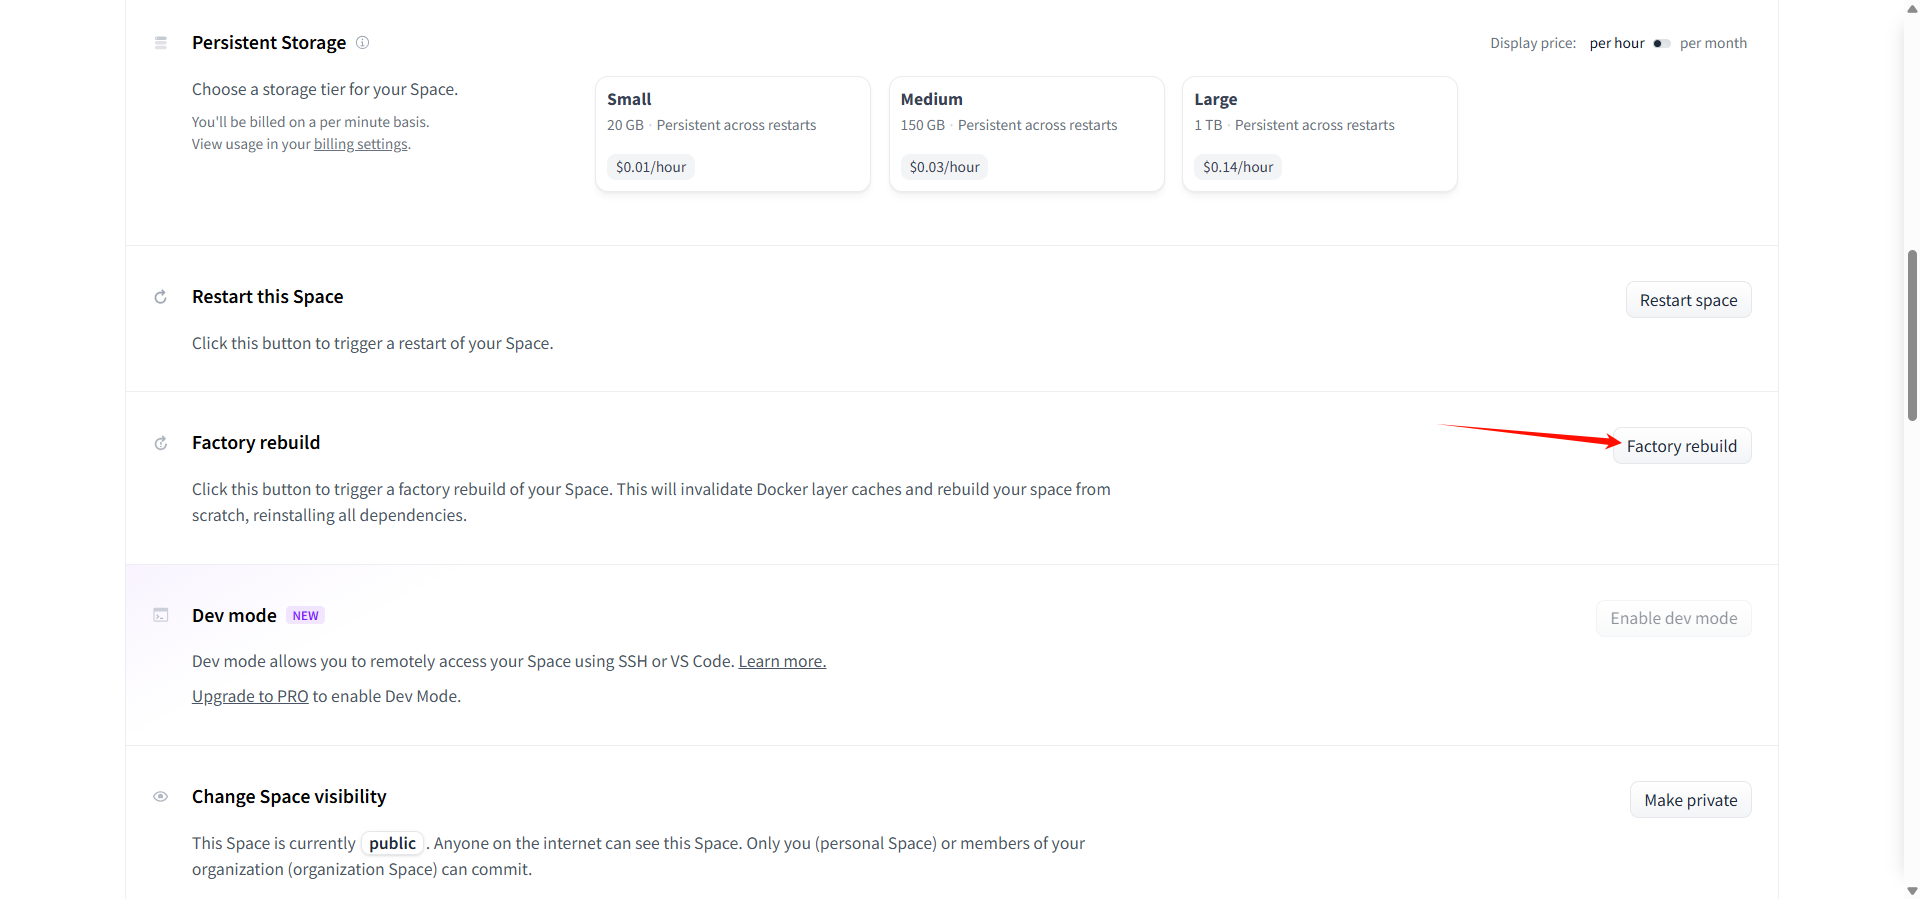 Persistent Storage
Display price: per hour per month
Choose a storage tier for your Space.
You'll be billed on a per minute basis.
View usage in your billing settings.
Small
20 GB · Persistent across restarts
$0.01/hour
Medium
150 GB · Persistent across restarts
$0.03/hour
Large
1 TB · Persistent across restarts
$0.14/hour
Restart this Space
Restart space
Click this button to trigger a restart of your Space.
Factory rebuild
Factory rebuild
Click this button to trigger a factory rebuild of your Space. This will invalidate Docker layer caches and rebuild your space from
scratch, reinstalling all dependencies.
Dev mode NEW
Enable dev mode
Dev mode allows you to remotely access your Space using SSH or VS Code. Learn more.
Upgrade to PRO to enable Dev Mode.
Change Space visibility
Make private
This Space is currently public . Anyone on the internet can see this Space. Only you (personal Space) or members of your
organization (organization Space) can commit.